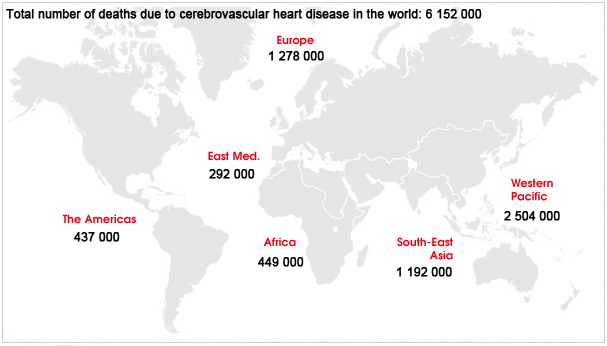 Total number of deaths due to cerebrovascular heart disease in the world: 6 152 000
Europe
1 278 000
East Med.
292 000
Western
Pacific
2 504 000
The Americas
437 000
Africa
449 000
South-East
Asia
1 192 000